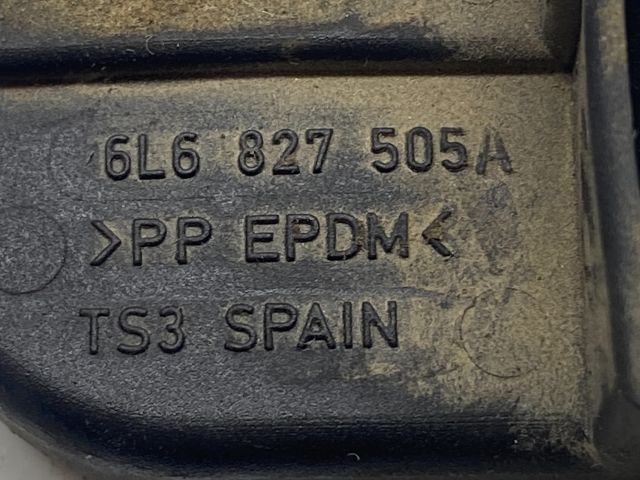 6L6 827 505A
>PP EPDM<
TS3 SPAIN